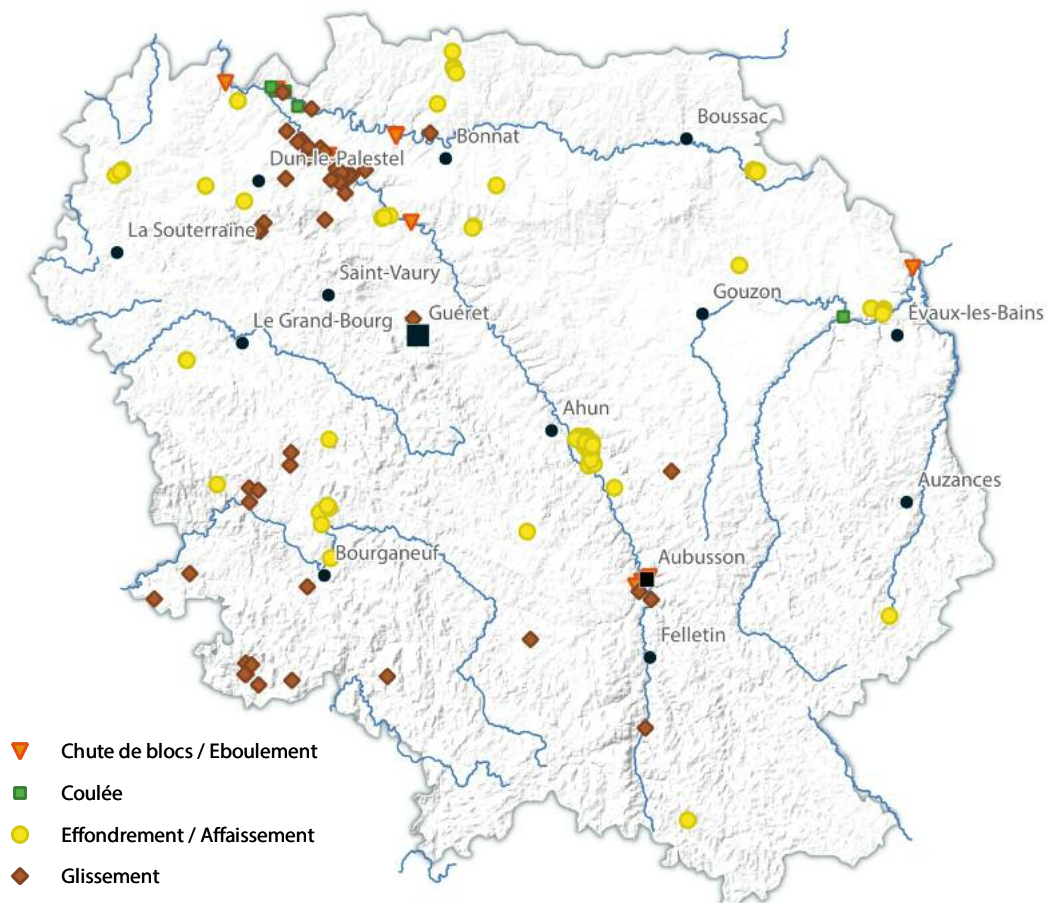 Boussac
Bonnat
Dun-le-Palestel
La Souterraine
Saint-Vaury
Gouzon
Le Grand-Bourg
Guéret
Évaux-les-Bains
Ahun
Auzances
Bourganeuf
Aubusson
Felletin
Chute de blocs / Eboulement
Coulée
Effondrement / Affaissement
Glissement